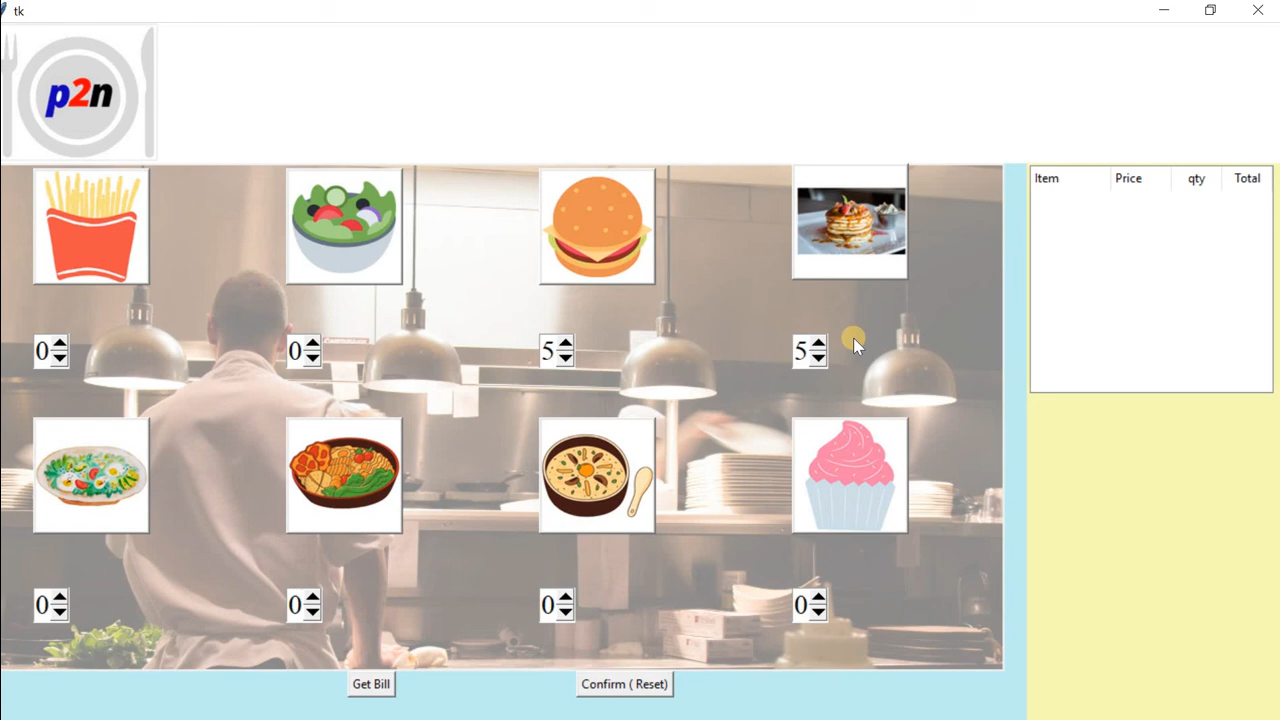 tk
p2n
Item Price qty Total
0 0 5 5
0 0 0 0
Get Bill Confirm ( Reset)